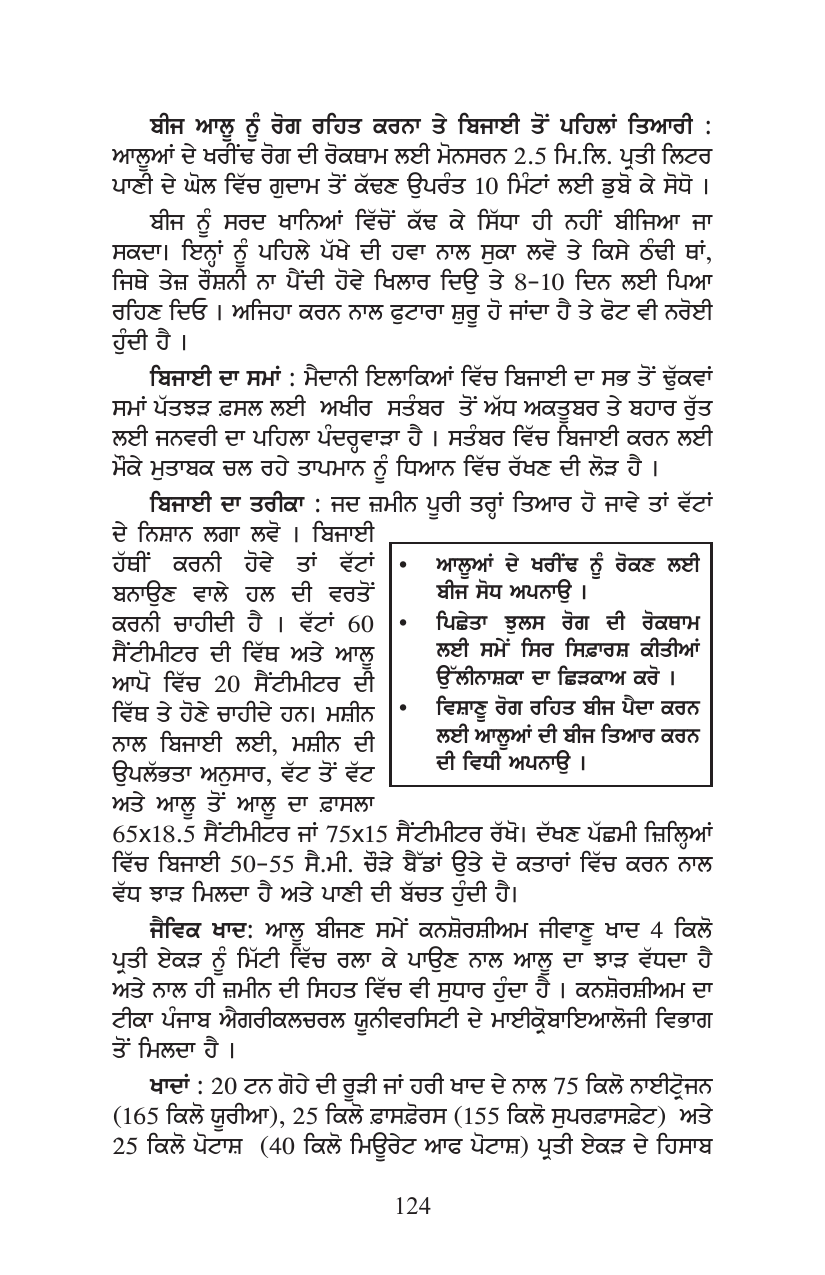 ਬੀਜ ਆਲੂ ਨੂੰ ਰੋਗ ਰਹਿਤ ਕਰਨਾ ਤੇ ਬਿਜਾਈ ਤੋਂ ਪਹਿਲਾਂ ਤਿਆਰੀ :
ਆਲੂਆਂ ਦੇ ਖਰੀਂਢ ਰੋਗ ਦੀ ਰੋਕਥਾਮ ਲਈ ਮੋਨਸਰਨ 2.5 ਮਿ.ਲਿ. ਪ੍ਰਤੀ ਲਿਟਰ
ਪਾਣੀ ਦੇ ਘੋਲ ਵਿੱਚ ਗੁਦਾਮ ਤੋਂ ਕੱਢਣ ਉਪਰੰਤ 10 ਮਿੰਟਾਂ ਲਈ ਡੁਬੋ ਕੇ ਸੋਧੋ ।
ਬੀਜ ਨੂੰ ਸਰਦ ਖਾਨਿਆਂ ਵਿੱਚੋਂ ਕੱਢ ਕੇ ਸਿੱਧਾ ਹੀ ਨਹੀਂ ਬੀਜਿਆ ਜਾ
ਸਕਦਾ। ਇਨ੍ਹਾਂ ਨੂੰ ਪਹਿਲੇ ਪੱਖੇ ਦੀ ਹਵਾ ਨਾਲ ਸੁਕਾ ਲਵੋ ਤੇ ਕਿਸੇ ਠੰਢੀ ਥਾਂ,
ਜਿਥੇ ਤੇਜ਼ ਰੌਸ਼ਨੀ ਨਾ ਪੈਂਦੀ ਹੋਵੇ ਖਿਲਾਰ ਦਿਉ ਤੇ 8-10 ਦਿਨ ਲਈ ਪਿਆ
ਰਹਿਣ ਦਿਓ । ਅਜਿਹਾ ਕਰਨ ਨਾਲ ਫੁਟਾਰਾ ਸ਼ੁਰੂ ਹੋ ਜਾਂਦਾ ਹੈ ਤੇ ਫੋਟ ਵੀ ਨਰੋਈ
ਹੁੰਦੀ ਹੈ ।
ਬਿਜਾਈ ਦਾ ਸਮਾਂ : ਮੈਦਾਨੀ ਇਲਾਕਿਆਂ ਵਿੱਚ ਬਿਜਾਈ ਦਾ ਸਭ ਤੋਂ ਢੁੱਕਵਾਂ
ਸਮਾਂ ਪੱਤਝੜ ਫ਼ਸਲ ਲਈ ਅਖੀਰ ਸਤੰਬਰ ਤੋਂ ਅੱਧ ਅਕਤੂਬਰ ਤੇ ਬਹਾਰ ਰੁੱਤ
ਲਈ ਜਨਵਰੀ ਦਾ ਪਹਿਲਾ ਪੰਦਰ੍ਹਵਾੜਾ ਹੈ । ਸਤੰਬਰ ਵਿੱਚ ਬਿਜਾਈ ਕਰਨ ਲਈ
ਮੌਕੇ ਮੁਤਾਬਕ ਚਲ ਰਹੇ ਤਾਪਮਾਨ ਨੂੰ ਧਿਆਨ ਵਿੱਚ ਰੱਖਣ ਦੀ ਲੋੜ ਹੈ ।
ਬਿਜਾਈ ਦਾ ਤਰੀਕਾ : ਜਦ ਜ਼ਮੀਨ ਪੂਰੀ ਤਰ੍ਹਾਂ ਤਿਆਰ ਹੋ ਜਾਵੇ ਤਾਂ ਵੱਟਾਂ
ਦੇ ਨਿਸ਼ਾਨ ਲਗਾ ਲਵੋ । ਬਿਜਾਈ
ਹੱਥੀਂ ਕਰਨੀ ਹੋਵੇ ਤਾਂ ਵੱਟਾਂ
ਬਨਾਉਣ ਵਾਲੇ ਹਲ ਦੀ ਵਰਤੋਂ
ਕਰਨੀ ਚਾਹੀਦੀ ਹੈ । ਵੱਟਾਂ 60
ਸੈਂਟੀਮੀਟਰ ਦੀ ਵਿੱਥ ਅਤੇ ਆਲੂ
ਆਪੋ ਵਿੱਚ 20 ਸੈਂਟੀਮੀਟਰ ਦੀ
ਵਿੱਥ ਤੇ ਹੋਣੇ ਚਾਹੀਦੇ ਹਨ। ਮਸ਼ੀਨ
ਨਾਲ ਬਿਜਾਈ ਲਈ, ਮਸ਼ੀਨ ਦੀ
ਉਪਲੱਭਤਾ ਅਨੁਸਾਰ, ਵੱਟ ਤੋਂ ਵੱਟ
ਅਤੇ ਆਲੂ ਤੋਂ ਆਲੂ ਦਾ ਫ਼ਾਸਲਾ
65x18.5 ਸੈਂਟੀਮੀਟਰ ਜਾਂ 75x15 ਸੈਂਟੀਮੀਟਰ ਰੱਖੋ। ਦੱਖਣ ਪੱਛਮੀ ਜ਼ਿਲ੍ਹਿਆਂ
ਵਿੱਚ ਬਿਜਾਈ 50-55 ਸੈ.ਮੀ. ਚੌੜੇ ਬੈੱਡਾਂ ਉਤੇ ਦੋ ਕਤਾਰਾਂ ਵਿੱਚ ਕਰਨ ਨਾਲ
ਵੱਧ ਝਾੜ ਮਿਲਦਾ ਹੈ ਅਤੇ ਪਾਣੀ ਦੀ ਬੱਚਤ ਹੁੰਦੀ ਹੈ।
• ਆਲੂਆਂ ਦੇ ਖਰੀਂਢ ਨੂੰ ਰੋਕਣ ਲਈ
ਬੀਜ ਸੋਧ ਅਪਨਾਉ ।
• ਪਿਛੇਤਾ ਝੁਲਸ ਰੋਗ ਦੀ ਰੋਕਥਾਮ
ਲਈ ਸਮੇਂ ਸਿਰ ਸਿਫ਼ਾਰਸ਼ ਕੀਤੀਆਂ
ਉੱਲੀਨਾਸ਼ਕਾ ਦਾ ਛਿੜਕਾਅ ਕਰੋ ।
• ਵਿਸ਼ਾਣੂ ਰੋਗ ਰਹਿਤ ਬੀਜ ਪੈਦਾ ਕਰਨ
ਲਈ ਆਲੂਆਂ ਦੀ ਬੀਜ ਤਿਆਰ ਕਰਨ
ਦੀ ਵਿਧੀ ਅਪਨਾਉ ।
ਜੈਵਿਕ ਖਾਦ: ਆਲੂ ਬੀਜਣ ਸਮੇਂ ਕਨਸ਼ੋਰਸ਼ੀਅਮ ਜੀਵਾਣੂ ਖਾਦ 4 ਕਿਲੋ
ਪ੍ਰਤੀ ਏਕੜ ਨੂੰ ਮਿੱਟੀ ਵਿੱਚ ਰਲਾ ਕੇ ਪਾਉਣ ਨਾਲ ਆਲੂ ਦਾ ਝਾੜ ਵੱਧਦਾ ਹੈ
ਅਤੇ ਨਾਲ ਹੀ ਜ਼ਮੀਨ ਦੀ ਸਿਹਤ ਵਿੱਚ ਵੀ ਸੁਧਾਰ ਹੁੰਦਾ ਹੈ । ਕਨਸ਼ੋਰਸ਼ੀਅਮ ਦਾ
ਟੀਕਾ ਪੰਜਾਬ ਐਗਰੀਕਲਚਰਲ ਯੂਨੀਵਰਸਿਟੀ ਦੇ ਮਾਈਕ੍ਰੋਬਾਇਆਲੋਜੀ ਵਿਭਾਗ
ਤੋਂ ਮਿਲਦਾ ਹੈ ।
ਖਾਦਾਂ : 20 ਟਨ ਗੋਹੇ ਦੀ ਰੂੜੀ ਜਾਂ ਹਰੀ ਖਾਦ ਦੇ ਨਾਲ 75 ਕਿਲੋ ਨਾਈਟ੍ਰੋਜਨ
(165 ਕਿਲੋ ਯੂਰੀਆ), 25 ਕਿਲੋ ਫ਼ਾਸਫ਼ੋਰਸ (155 ਕਿਲੋ ਸੁਪਰਫ਼ਾਸਫ਼ੇਟ) ਅਤੇ
25 ਕਿਲੋ ਪੋਟਾਸ਼ (40 ਕਿਲੋ ਮਿਊਰੇਟ ਆਫ ਪੋਟਾਸ਼) ਪ੍ਰਤੀ ਏਕੜ ਦੇ ਹਿਸਾਬ
124